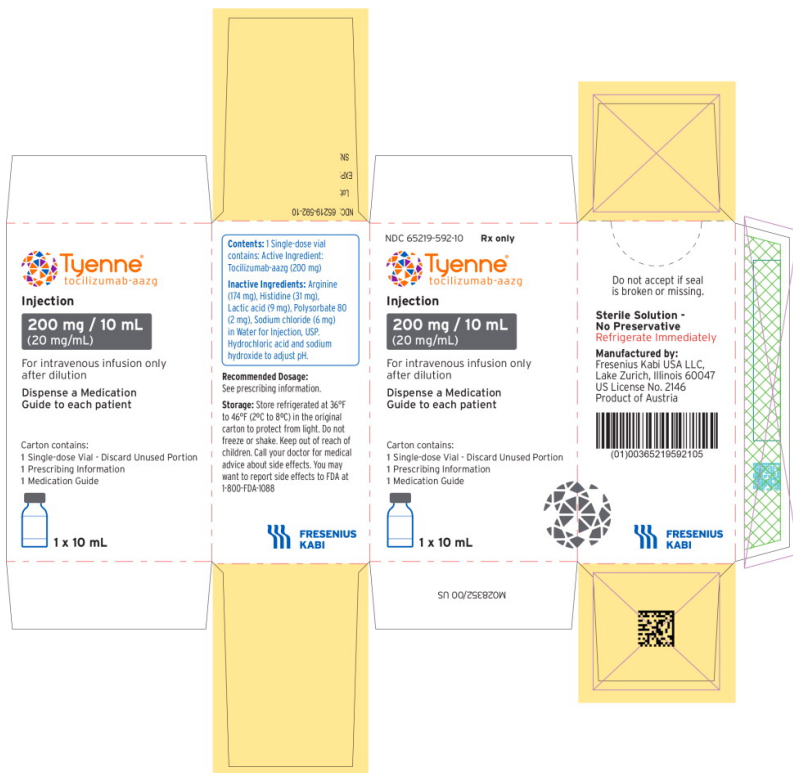 SN:
EXP:
Lot:
NDC: 65219-592-10
Tyenne®
tocilizumab-aazg
Injection
200 mg / 10 mL
(20 mg/mL)
For intravenous infusion only
after dilution
Dispense a Medication
Guide to each patient
Carton contains:
1 Single-dose Vial - Discard Unused Portion
1 Prescribing Information
1 Medication Guide
1 x 10 mL
Contents: 1 Single-dose vial
contains: Active Ingredient:
Tocilizumab-aazg (200 mg)
Inactive Ingredients: Arginine
(174 mg), Histidine (31 mg),
Lactic acid (9 mg), Polysorbate 80
(2 mg), Sodium chloride (6 mg)
in Water for Injection, USP.
Hydrochloric acid and sodium
hydroxide to adjust pH.
Recommended Dosage:
See prescribing information.
Storage: Store refrigerated at 36ºF
to 46ºF (2ºC to 8ºC) in the original
carton to protect from light. Do not
freeze or shake. Keep out of reach of
children. Call your doctor for medical
advice about side effects. You may
want to report side effects to FDA at
1-800-FDA-1088
FRESENIUS
KABI
NDC 65219-592-10 Rx only
Tyenne®
tocilizumab-aazg
Injection
200 mg / 10 mL
(20 mg/mL)
For intravenous infusion only
after dilution
Dispense a Medication
Guide to each patient
Carton contains:
1 Single-dose Vial - Discard Unused Portion
1 Prescribing Information
1 Medication Guide
1 x 10 mL
M028352/00 US
Do not accept if seal
is broken or missing.
Sterile Solution -
No Preservative
Refrigerate Immediately
Manufactured by:
Fresenius Kabi USA LLC,
Lake Zurich, Illinois 60047
US License No. 2146
Product of Austria
(01)00365219592105
FRESENIUS
KABI